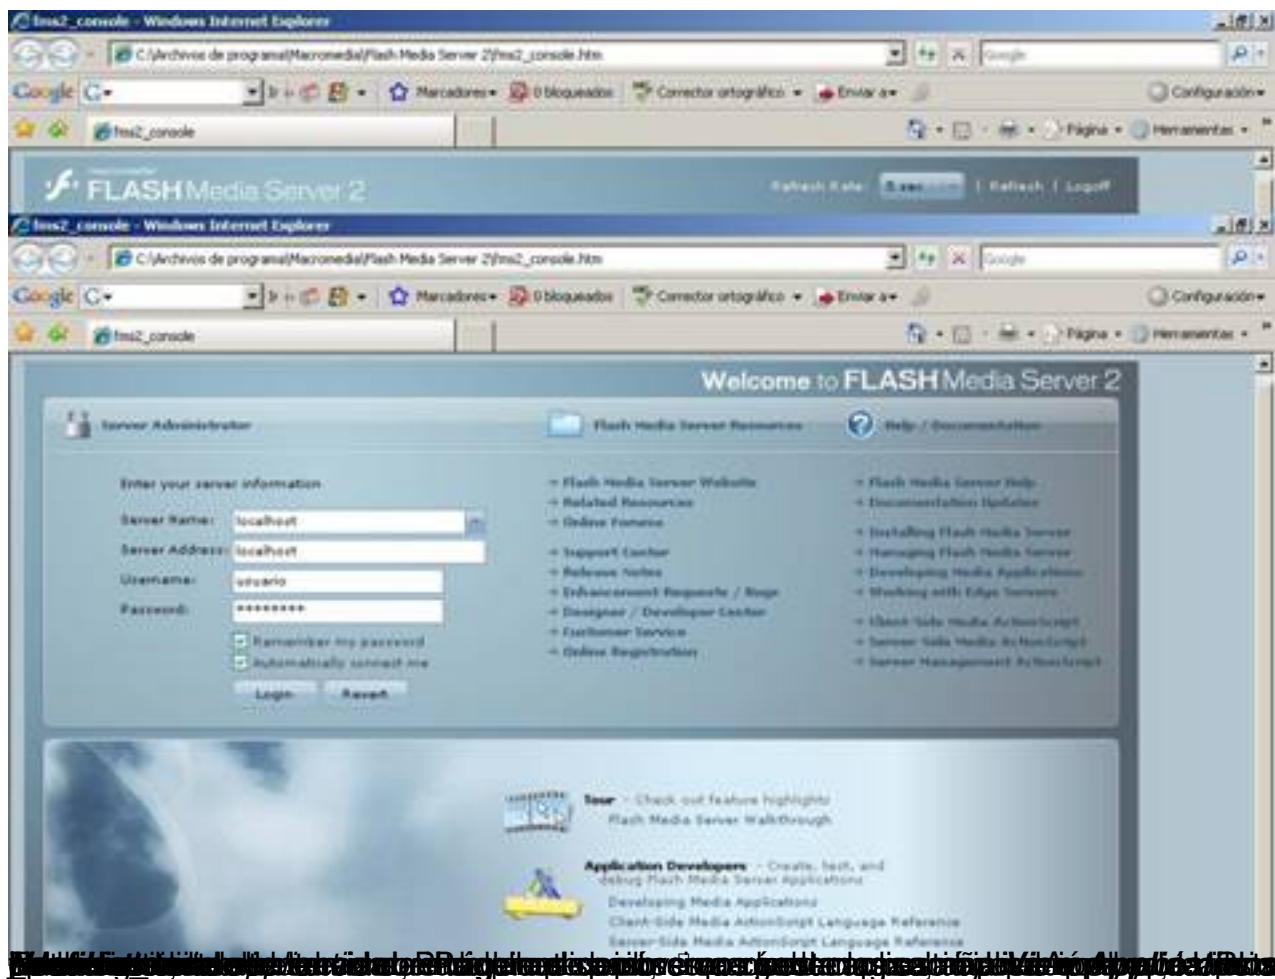 fms2_console - Windows Internet Explorer
C:\Archivos de programa\Macromedia\Flash Media Server 2\fms2_console.htm
Google
Google G
Marcadores 0 bloqueados Corrector ortográfico Enviar a Configuración
fms2_console
Página Herramientas
FLASH Media Server 2
Refresh Rate: 5 sec | Refresh | Logoff
fms2_console - Windows Internet Explorer
C:\Archivos de programa\Macromedia\Flash Media Server 2\fms2_console.htm
Google
Google G
Marcadores 0 bloqueados Corrector ortográfico Enviar a Configuración
fms2_console
Página Herramientas
Welcome to FLASH Media Server 2
Server Administrator
Enter your server information
Server Name: localhost
Server Address: localhost
Username: usuario
Password: ********
Remember my password
Automatically connect me
Login Revert
Flash Media Server Resources
Flash Media Server Website
Related Resources
Online Forums
Support Center
Release Notes
Enhancement Requests / Bugs
Designer / Developer Center
Customer Service
Online Registration
Help / Documentation
Flash Media Server Help
Documentation Updates
Installing Flash Media Server
Managing Flash Media Server
Developing Media Applications
Working with Edge Servers
Client-Side Media ActionScript
Server-Side Media ActionScript
Server Management ActionScript
Tour - Check out feature highlights
Flash Media Server Walkthrough
Application Developers - Create, test, and
debug Flash Media Server Applications
Developing Media Applications
Client-Side Media ActionScript Language Reference
Server-Side Media ActionScript Language Reference